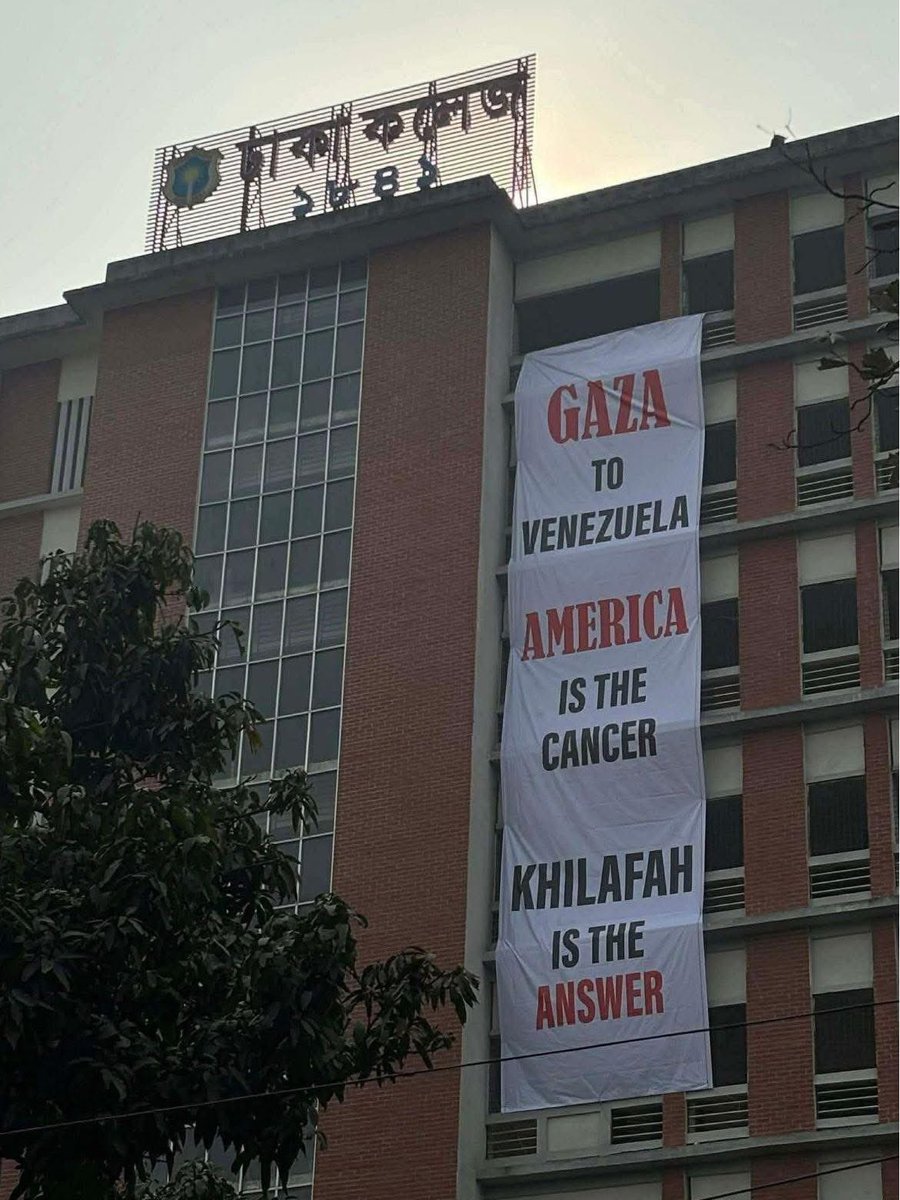 ঢাকা কলেজ
১৮৪১
GAZA
TO
VENEZUELA
AMERICA
IS THE
CANCER
KHILAFAH
IS THE
ANSWER